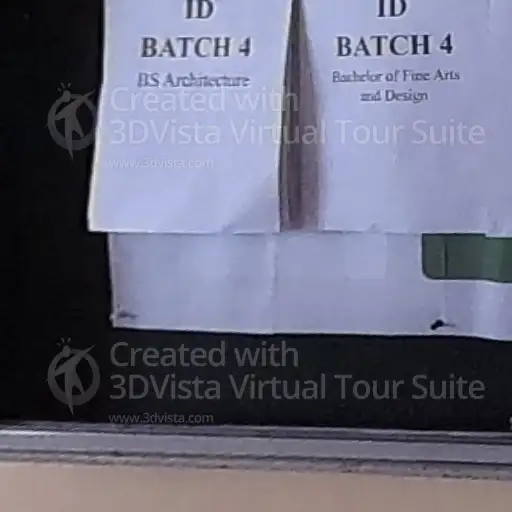 ID
BATCH 4
BS Architecture
ID
BATCH 4
Bachelor of Fine Arts
and Design
Created with
3DVista Virtual Tour Suite
www.3dvista.com
Created with
3DVista Virtual Tour Suite
www.3dvista.com